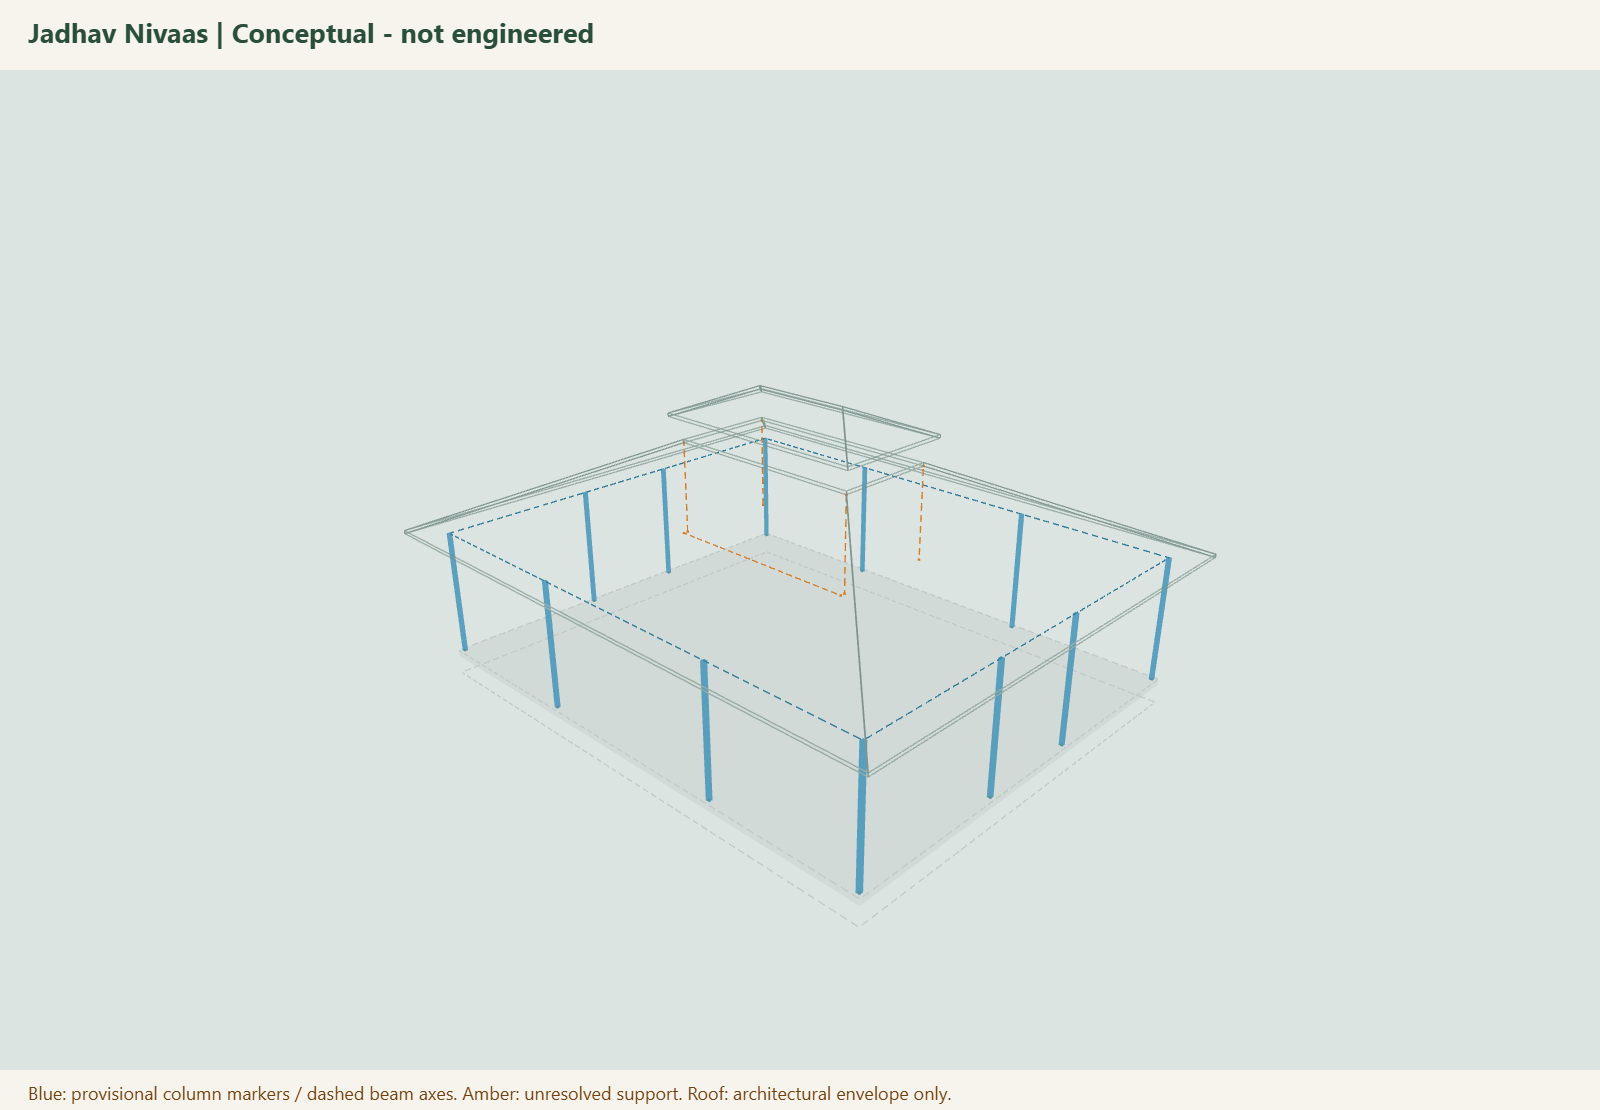 Jadhav Nivaas | Conceptual - not engineered
Blue: provisional column markers / dashed beam axes. Amber: unresolved support. Roof: architectural envelope only.